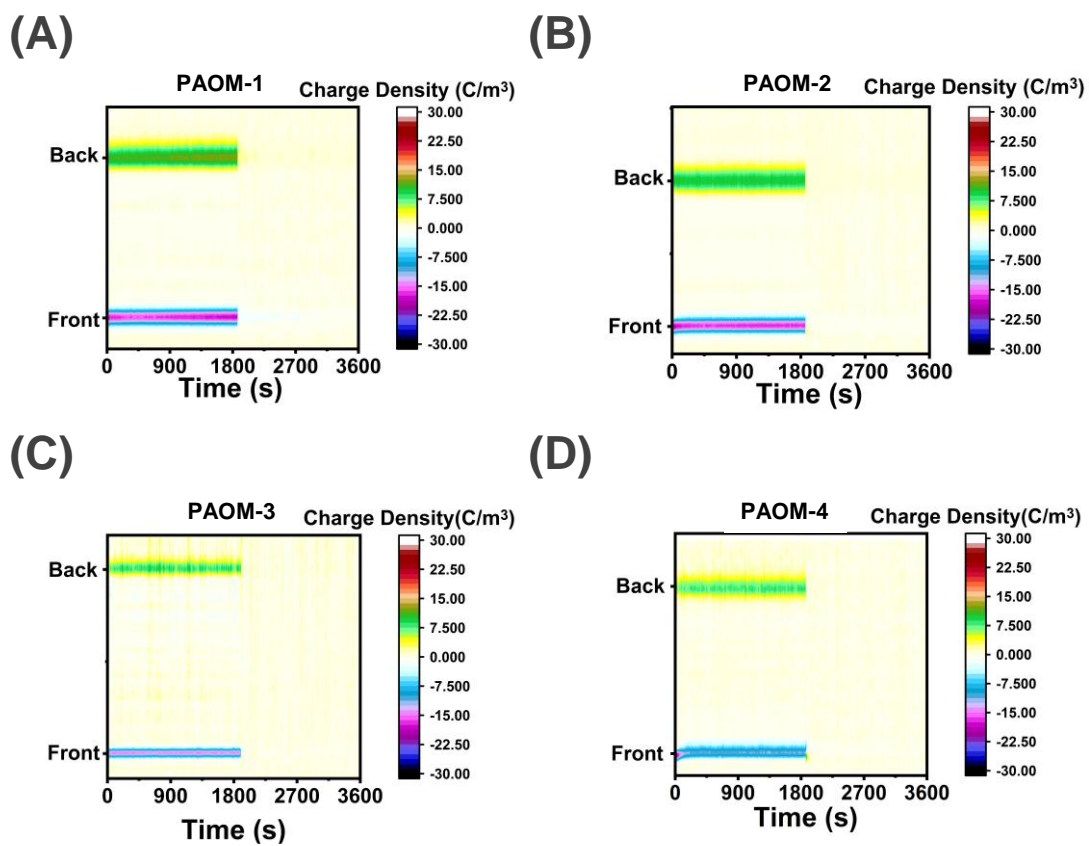 (A)
PAOM-1
Charge Density (C/m³)
Back
Front
30.00
22.50
15.00
7.500
0.000
-7.500
-15.00
-22.50
-30.00
0 900 1800 2700 3600
Time (s)
(B)
PAOM-2
Charge Density (C/m³)
Back
Front
30.00
22.50
15.00
7.500
0.000
-7.500
-15.00
-22.50
-30.00
0 900 1800 2700 3600
Time (s)
(C)
PAOM-3
Charge Density(C/m³)
Back
Front
30.00
22.50
15.00
7.500
0.000
-7.500
-15.00
-22.50
-30.00
0 900 1800 2700 3600
Time (s)
(D)
PAOM-4
Charge Density(C/m³)
Back
Front
30.00
22.50
15.00
7.500
0.000
-7.500
-15.00
-22.50
-30.00
0 900 1800 2700 3600
Time (s)